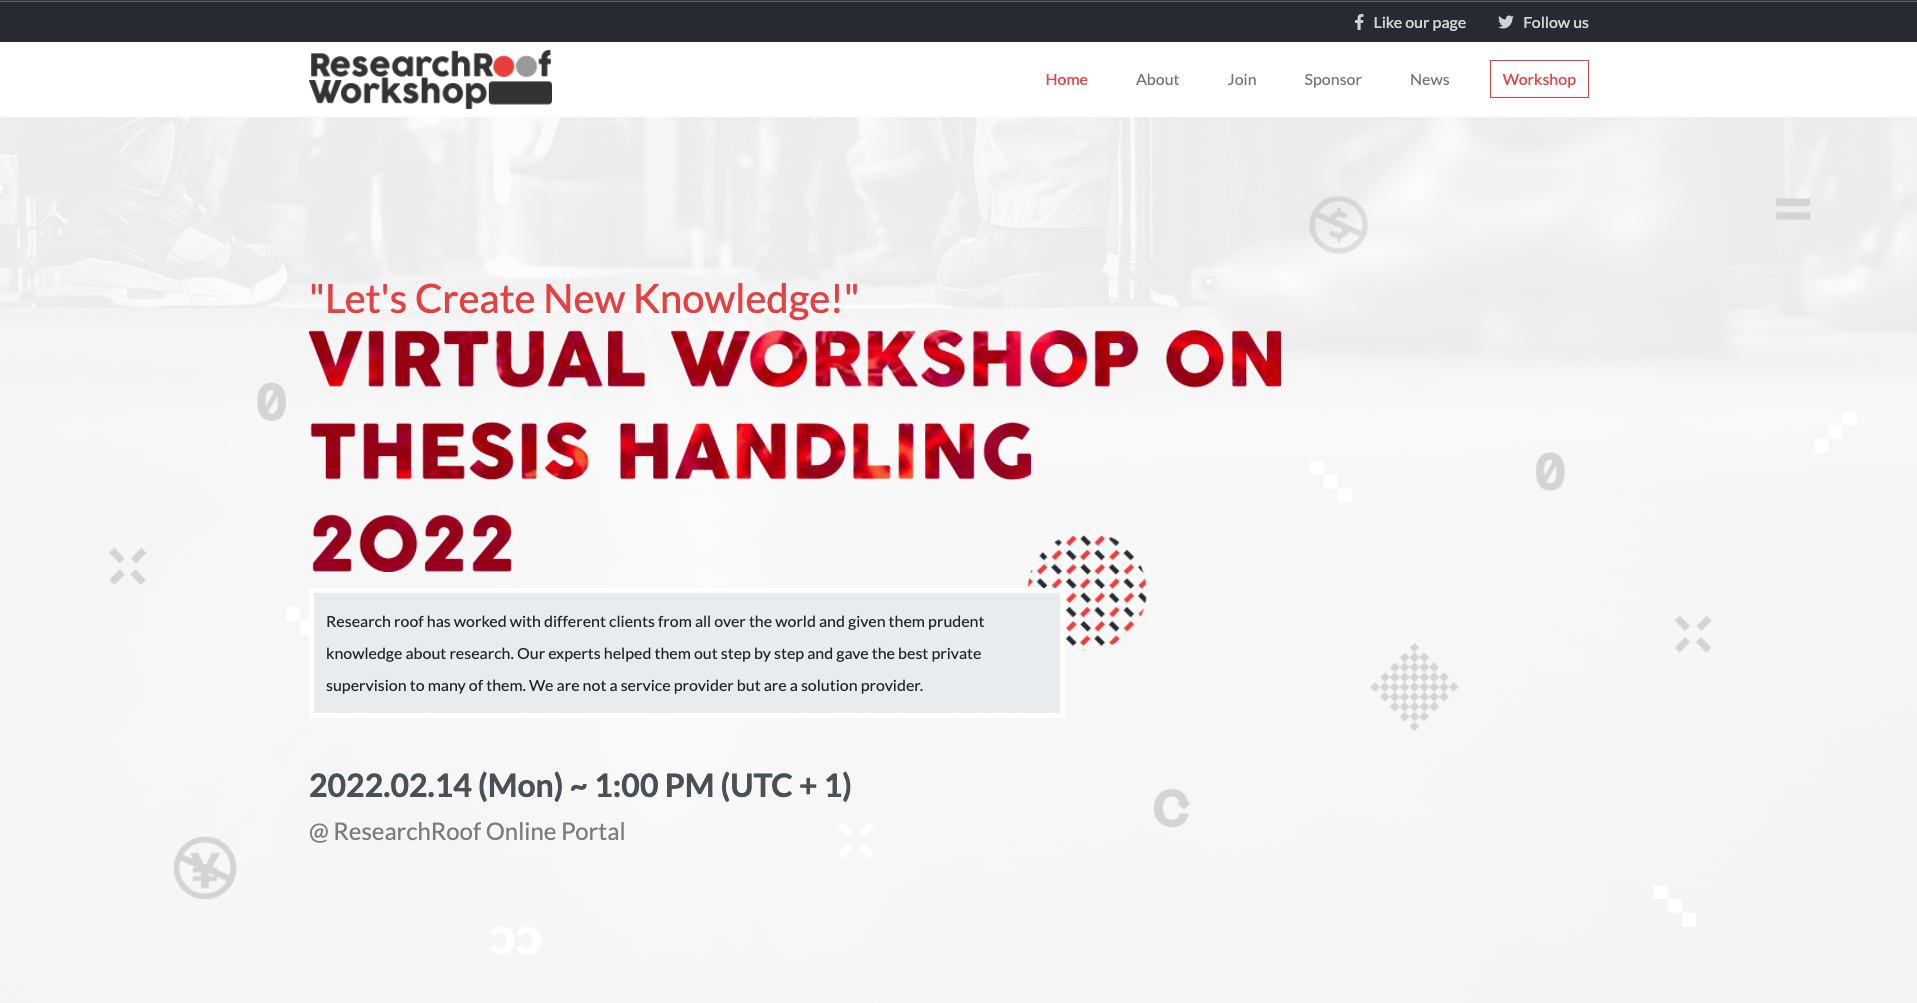 Like our page Follow us
ResearchRoof
Workshop
Home About Join Sponsor News Workshop
"Let's Create New Knowledge!"
VIRTUAL WORKSHOP ON
THESIS HANDLING
2022
Research roof has worked with different clients from all over the world and given them prudent
knowledge about research. Our experts helped them out step by step and gave the best private
supervision to many of them. We are not a service provider but are a solution provider.
2022.02.14 (Mon) ~ 1:00 PM (UTC + 1)
@ ResearchRoof Online Portal